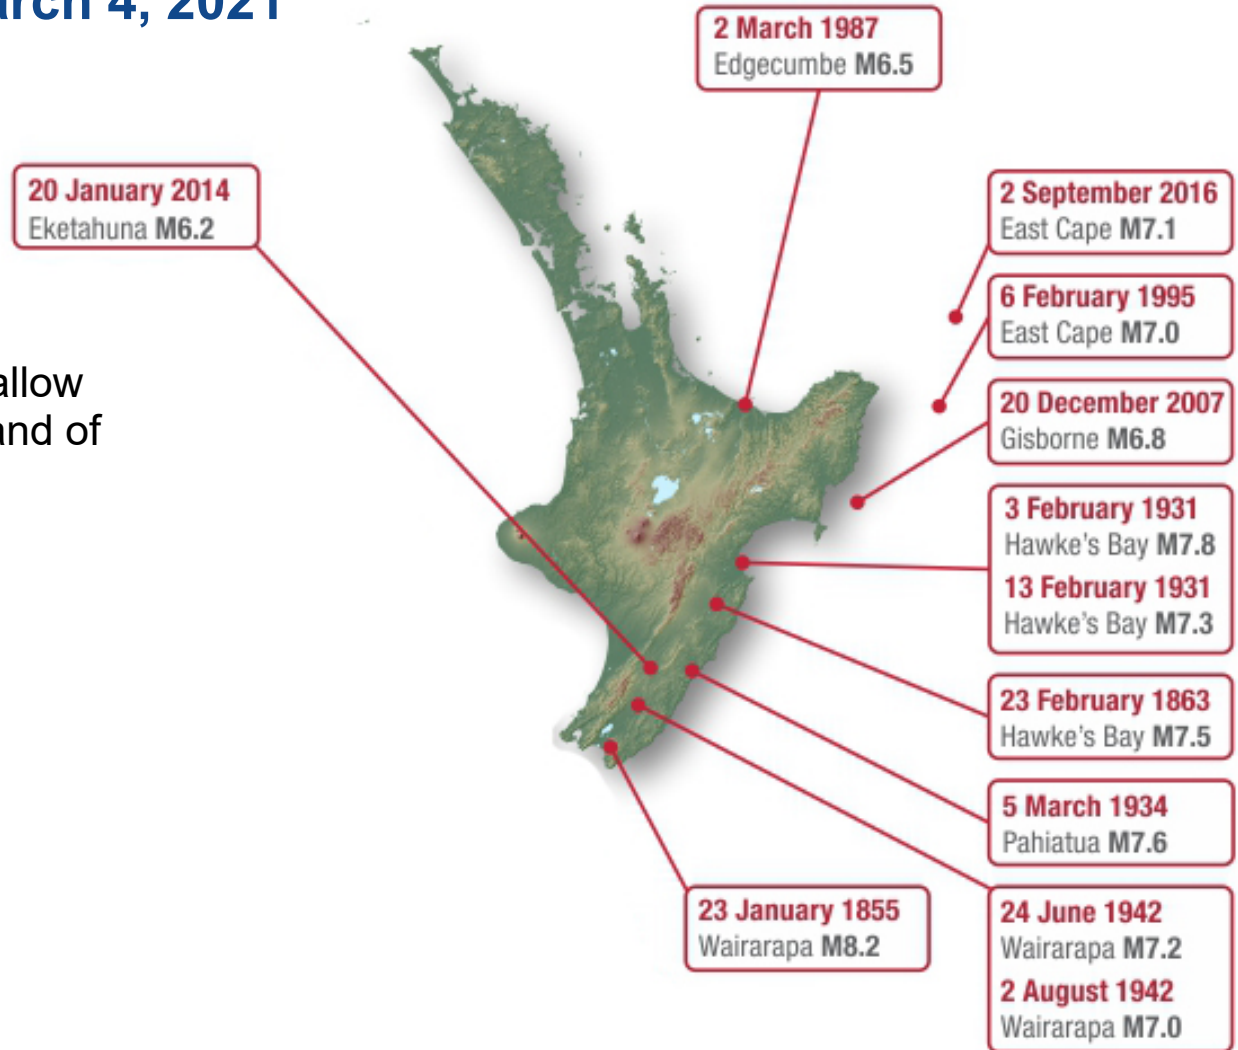 arch 4, 2021
2 March 1987
Edgecumbe M6.5
20 January 2014
Eketahuna M6.2
2 September 2016
East Cape M7.1
6 February 1995
East Cape M7.0
allow
and of
20 December 2007
Gisborne M6.8
3 February 1931
Hawke's Bay M7.8
13 February 1931
Hawke's Bay M7.3
23 February 1863
Hawke's Bay M7.5
5 March 1934
Pahiatua M7.6
23 January 1855
Wairarapa M8.2
24 June 1942
Wairarapa M7.2
2 August 1942
Wairarapa M7.0